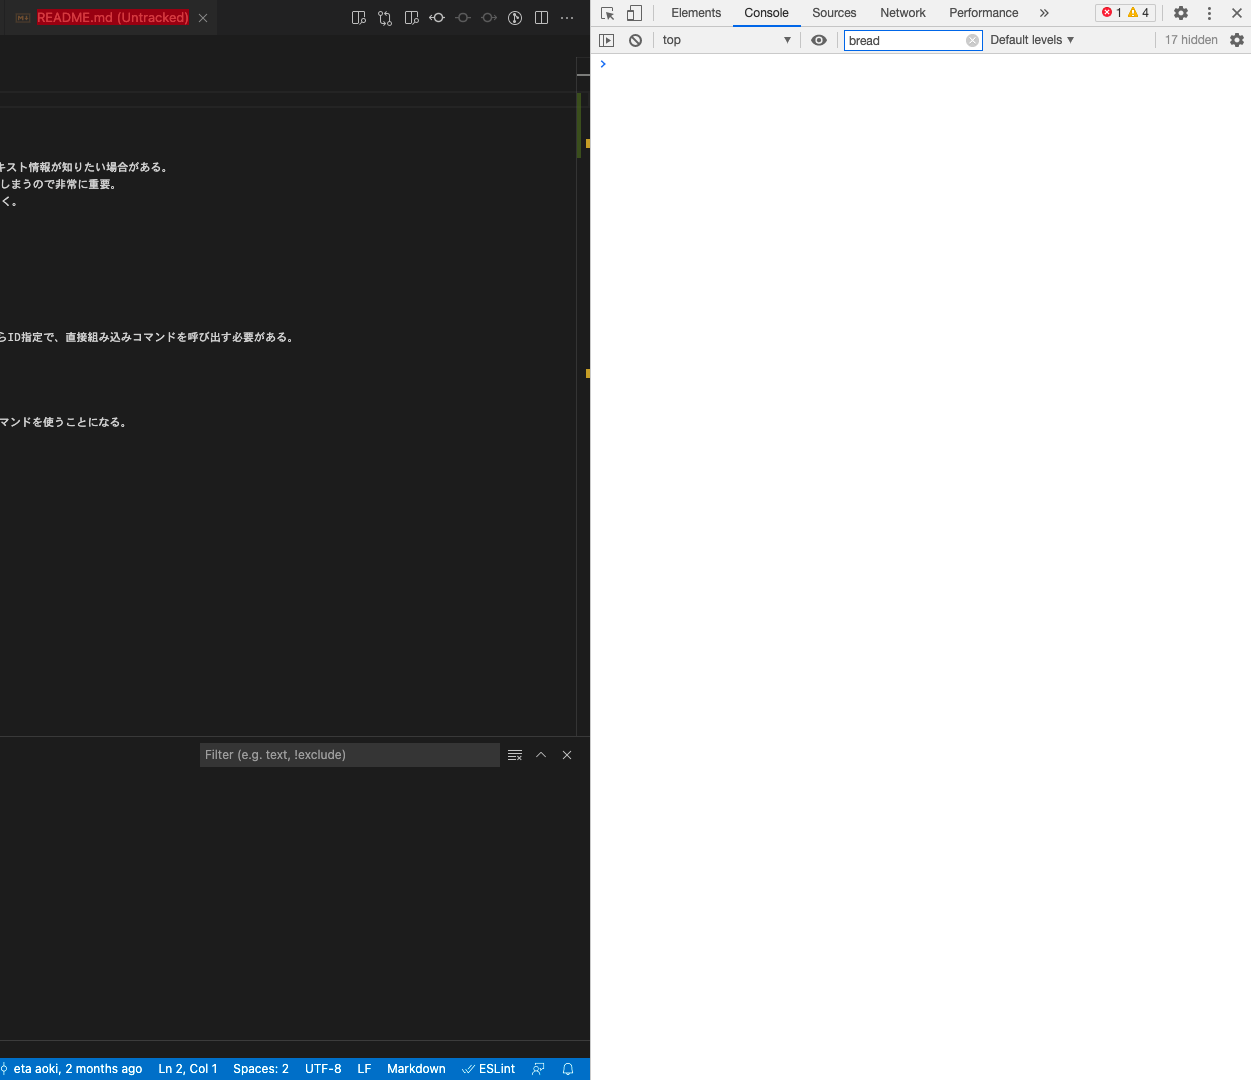 README.md (Untracked)
キスト情報が知りたい場合がある。
しまうので非常に重要。
く。
らID指定で、直接組み込みコマンドを呼び出す必要がある。
マンドを使うことになる。
Filter (e.g. text, !exclude)
eta aoki, 2 months ago Ln 2, Col 1 Spaces: 2 UTF-8 LF Markdown ESLint
Elements Console Sources Network Performance » 1 4
top bread Default levels 17 hidden